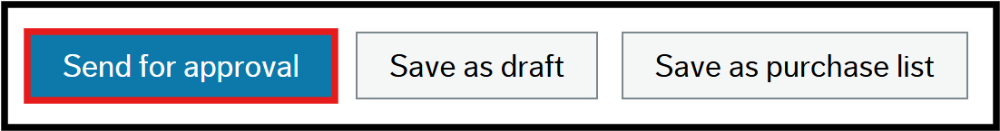 Send for approval Save as draft Save as purchase list